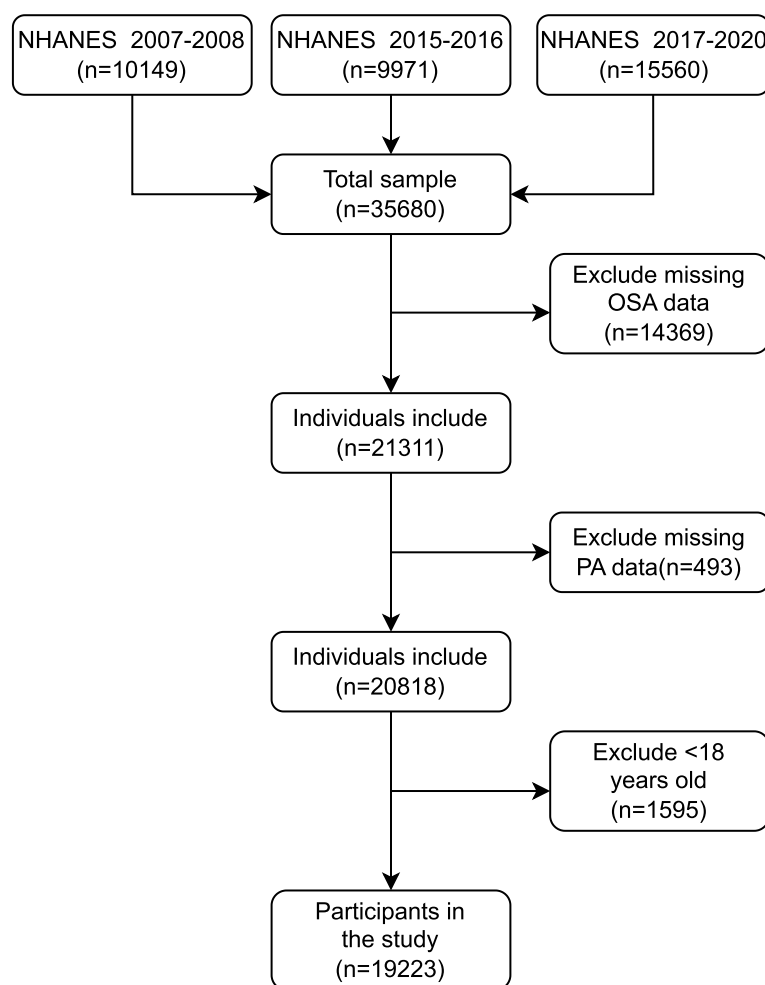 NHANES  2007-2008
(n=10149)
NHANES  2015-2016
(n=9971)
NHANES  2017-2020
(n=15560)
Total sample
(n=35680)
Exclude missing
OSA data
(n=14369)
Individuals include
(n=21311)
Exclude missing
PA data(n=493)
Individuals include
(n=20818)
Exclude <18
years old
(n=1595)
Participants in
the study
(n=19223)